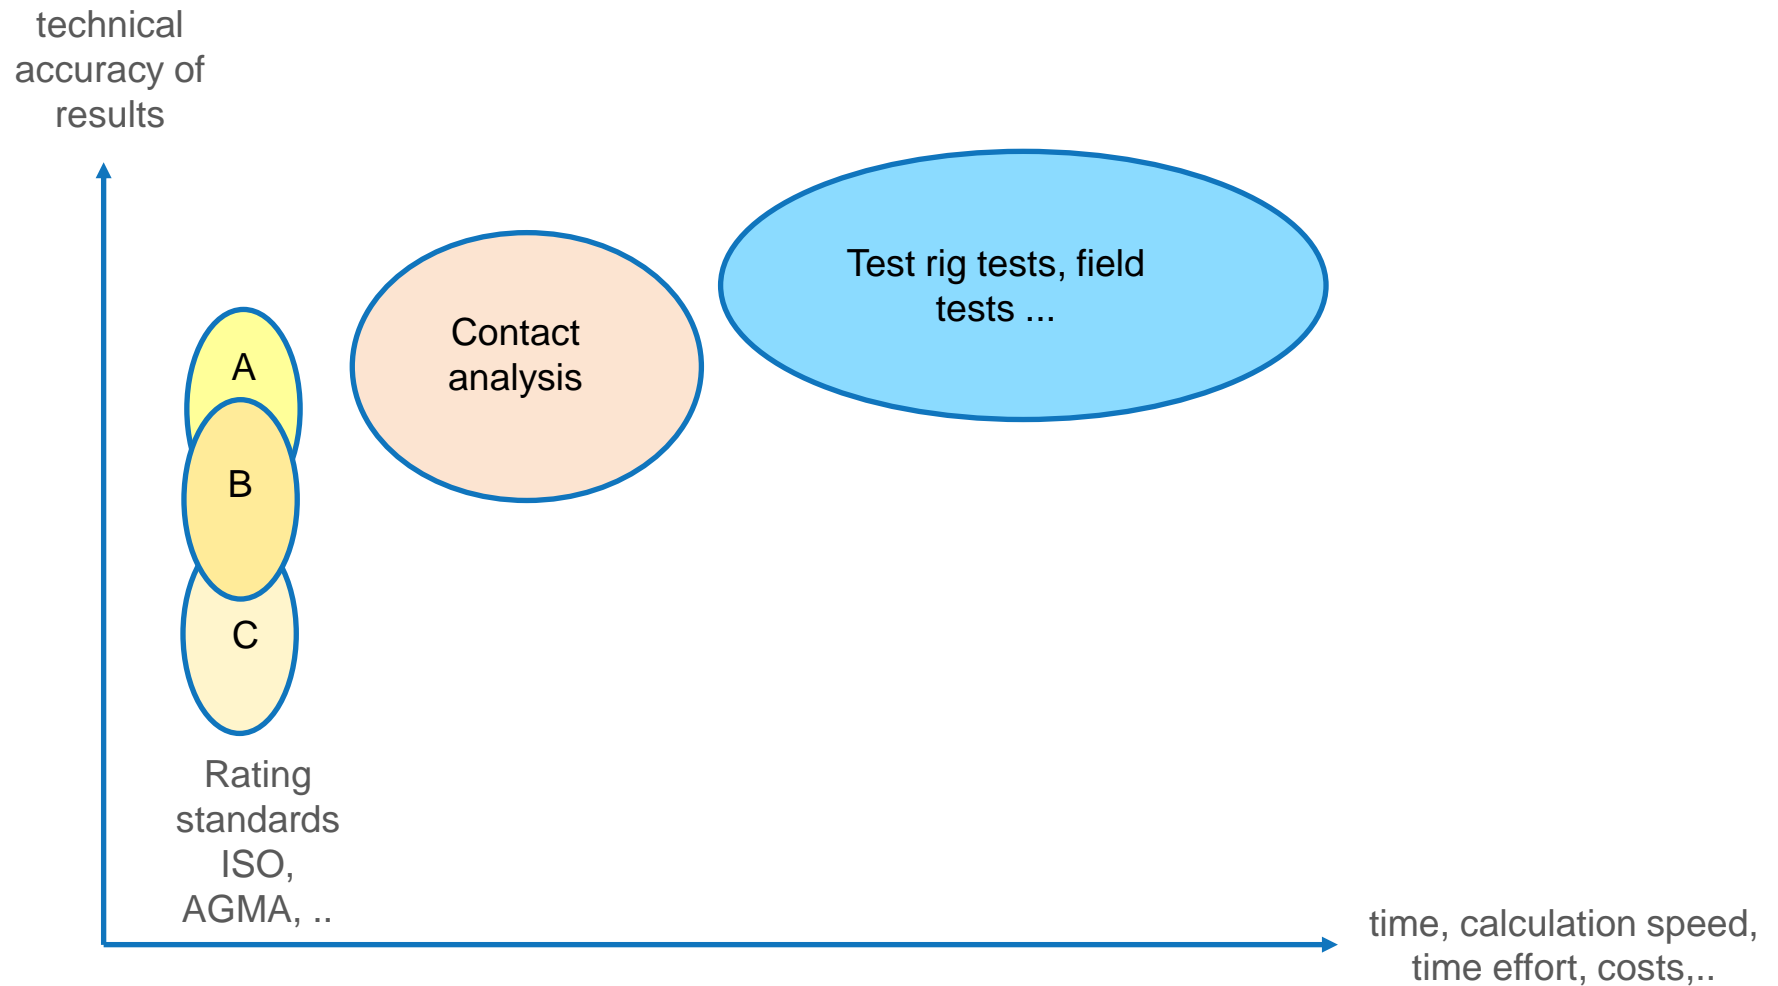 technical
accuracy of
results
Test rig tests, field
tests ...
Contact
analysis
A
B
C
Rating
standards
ISO,
AGMA, ..
time, calculation speed,
time effort, costs,..